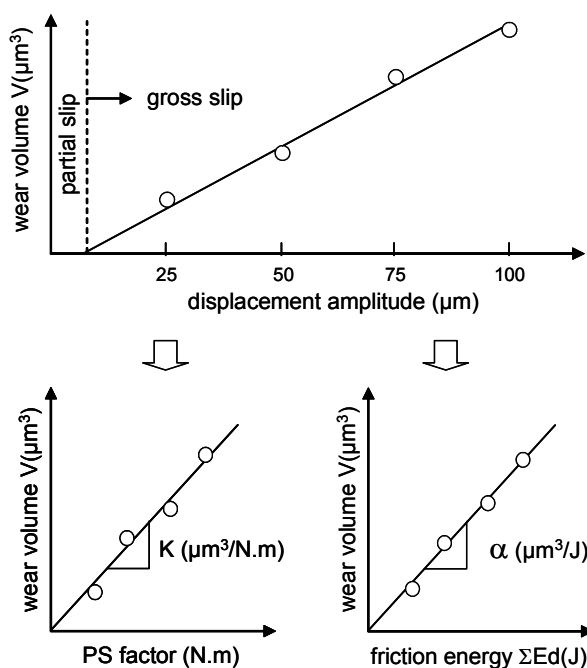 wear volume V(µm³)
partial slip
gross slip
25 50 75 100
displacement amplitude (µm)
wear volume V(µm³)
K (µm³/N.m)
PS factor (N.m)
wear volume V(µm³)
α (µm³/J)
friction energy ΣEd(J)